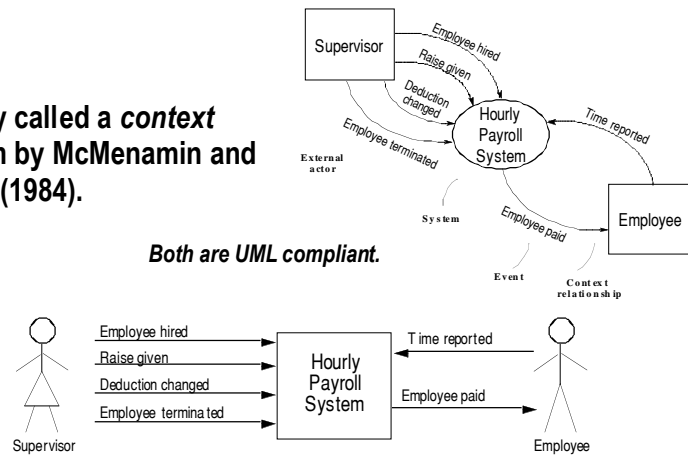 Supervisor
Employee hired
Raise given
Deduction
changed
Employee terminated
Hourly
Payroll
System
Time reported
Employee
Employee paid
External
actor
System
Event
Context
relationship
y called a context
n by McMenamin and
(1984).
Both are UML compliant.
Employee hired
Raise given
Deduction changed
Employee terminated
Supervisor
Hourly
Payroll
System
Time reported
Employee paid
Employee